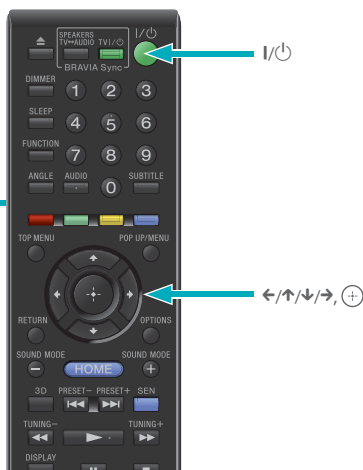 SPEAKERS
TV↔AUDIO TV I/⏻ I/⏻
I/⏻
BRAVIA Sync
DIMMER
1 2 3
SLEEP
4 5 6
FUNCTION
7 8 9
ANGLE AUDIO SUBTITLE
0
TOP MENU POP UP/MENU
←/↑/↓/→,
RETURN OPTIONS
SOUND MODE SOUND MODE
− HOME +
3D PRESET− PRESET+ SEN
TUNING− TUNING+
DISPLAY